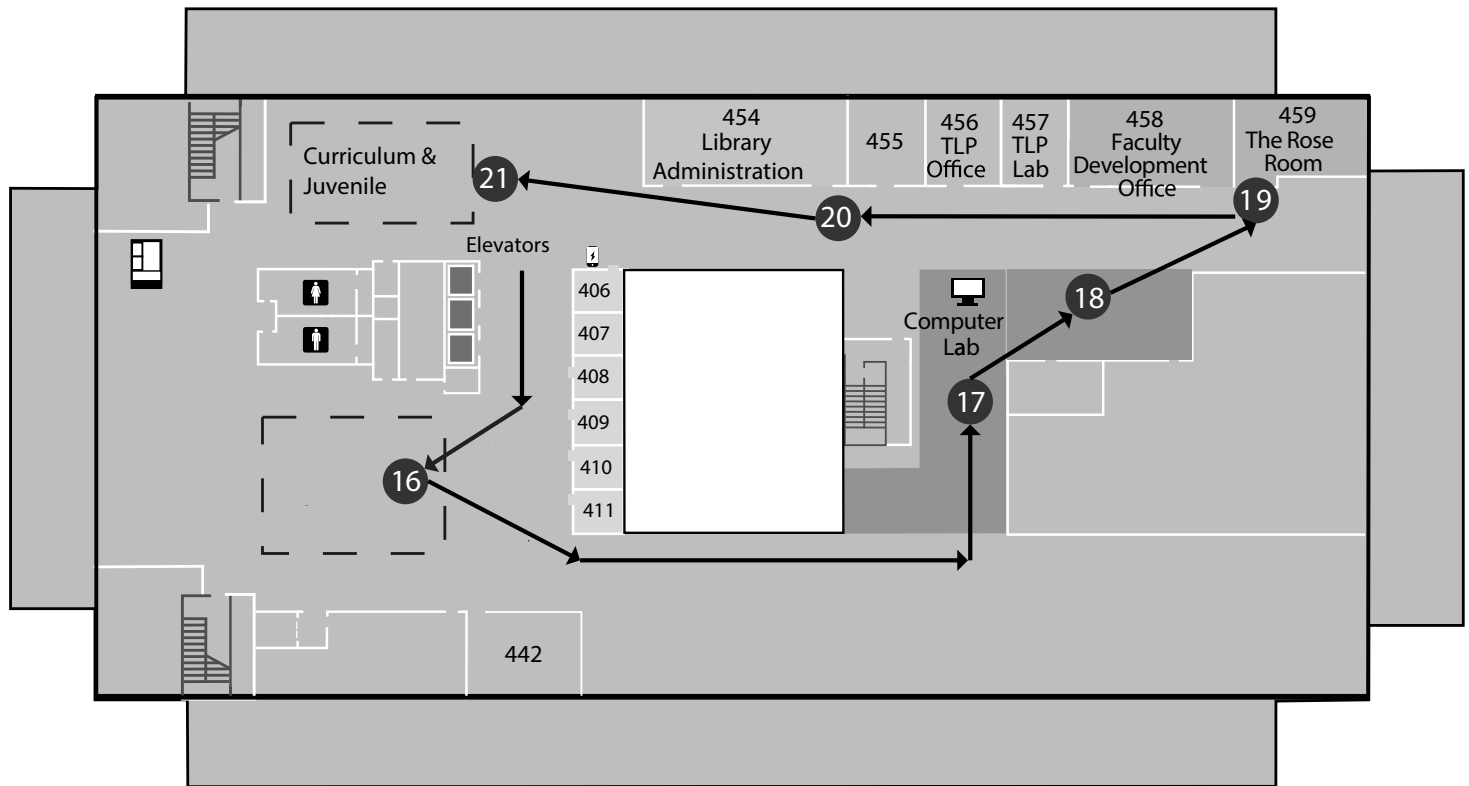 454
Library
Administration
455
456
TLP
Office
457
TLP
Lab
458
Faculty
Development
Office
459
The Rose
Room
Curriculum &
Juvenile
21
20
19
Elevators
406
407
408
409
410
411
Computer
Lab
18
17
16
442